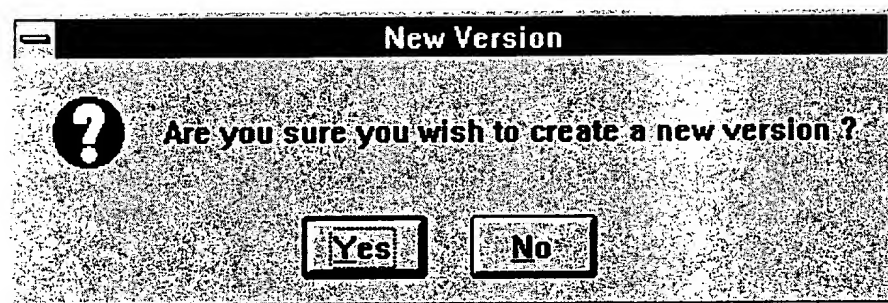 New Version
Are you sure you wish to create a new version ?
Yes
No